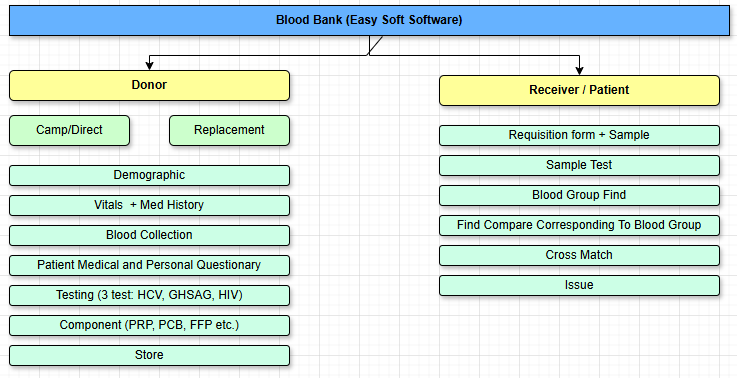 Blood Bank (Easy Soft Software)
Donor
Camp/Direct
Replacement
Demographic
Vitals + Med History
Blood Collection
Patient Medical and Personal Questionary
Testing (3 test: HCV, GHSAG, HIV)
Component (PRP, PCB, FFP etc.)
Store
Receiver / Patient
Requisition form + Sample
Sample Test
Blood Group Find
Find Compare Corresponding To Blood Group
Cross Match
Issue